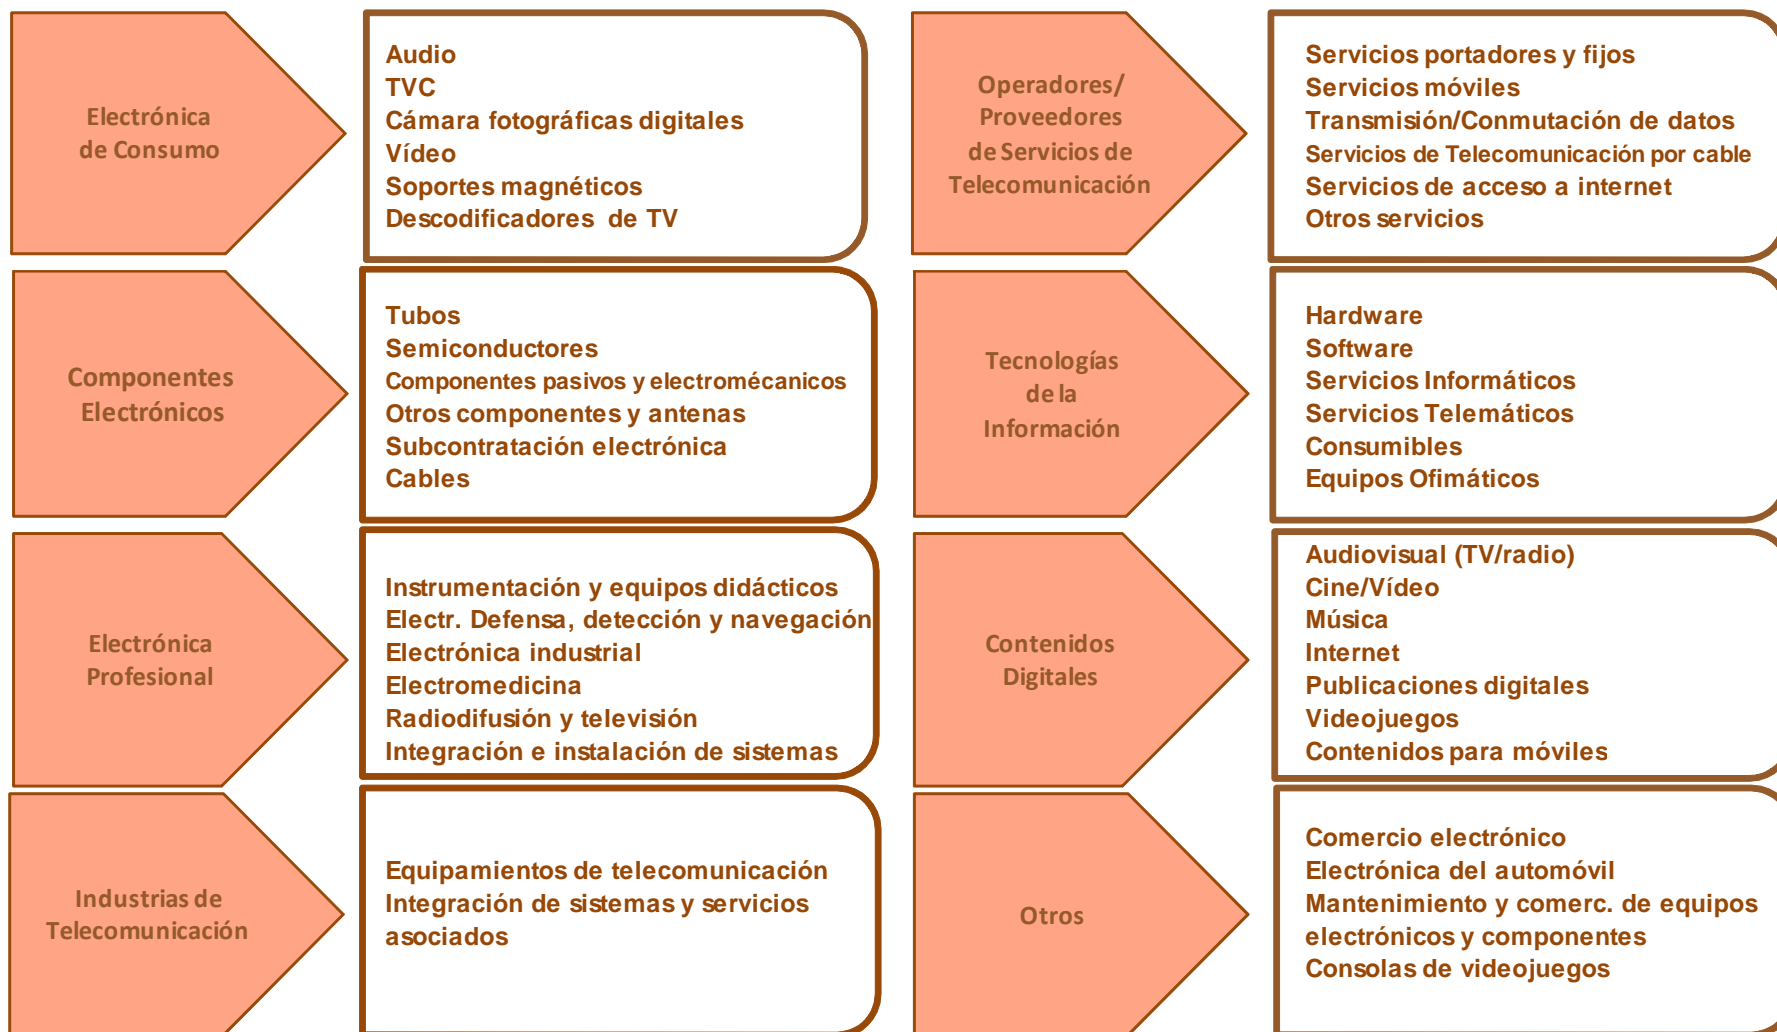 Electrónica
de Consumo
Audio
TVC
Cámara fotográficas digitales
Vídeo
Soportes magnéticos
Descodificadores de TV
Operadores/
Proveedores
de Servicios de
Telecomunicación
Servicios portadores y fijos
Servicios móviles
Transmisión/Conmutación de datos
Servicios de Telecomunicación por cable
Servicios de acceso a internet
Otros servicios
Componentes
Electrónicos
Tubos
Semiconductores
Componentes pasivos y electromécanicos
Otros componentes y antenas
Subcontratación electrónica
Cables
Tecnologías
de la
Información
Hardware
Software
Servicios Informáticos
Servicios Telemáticos
Consumibles
Equipos Ofimáticos
Electrónica
Profesional
Instrumentación y equipos didácticos
Electr. Defensa, detección y navegación
Electrónica industrial
Electromedicina
Radiodifusión y televisión
Integración e instalación de sistemas
Contenidos
Digitales
Audiovisual (TV/radio)
Cine/Vídeo
Música
Internet
Publicaciones digitales
Videojuegos
Contenidos para móviles
Industrias de
Telecomunicación
Equipamientos de telecomunicación
Integración de sistemas y servicios
asociados
Otros
Comercio electrónico
Electrónica del automóvil
Mantenimiento y comerc. de equipos
electrónicos y componentes
Consolas de videojuegos